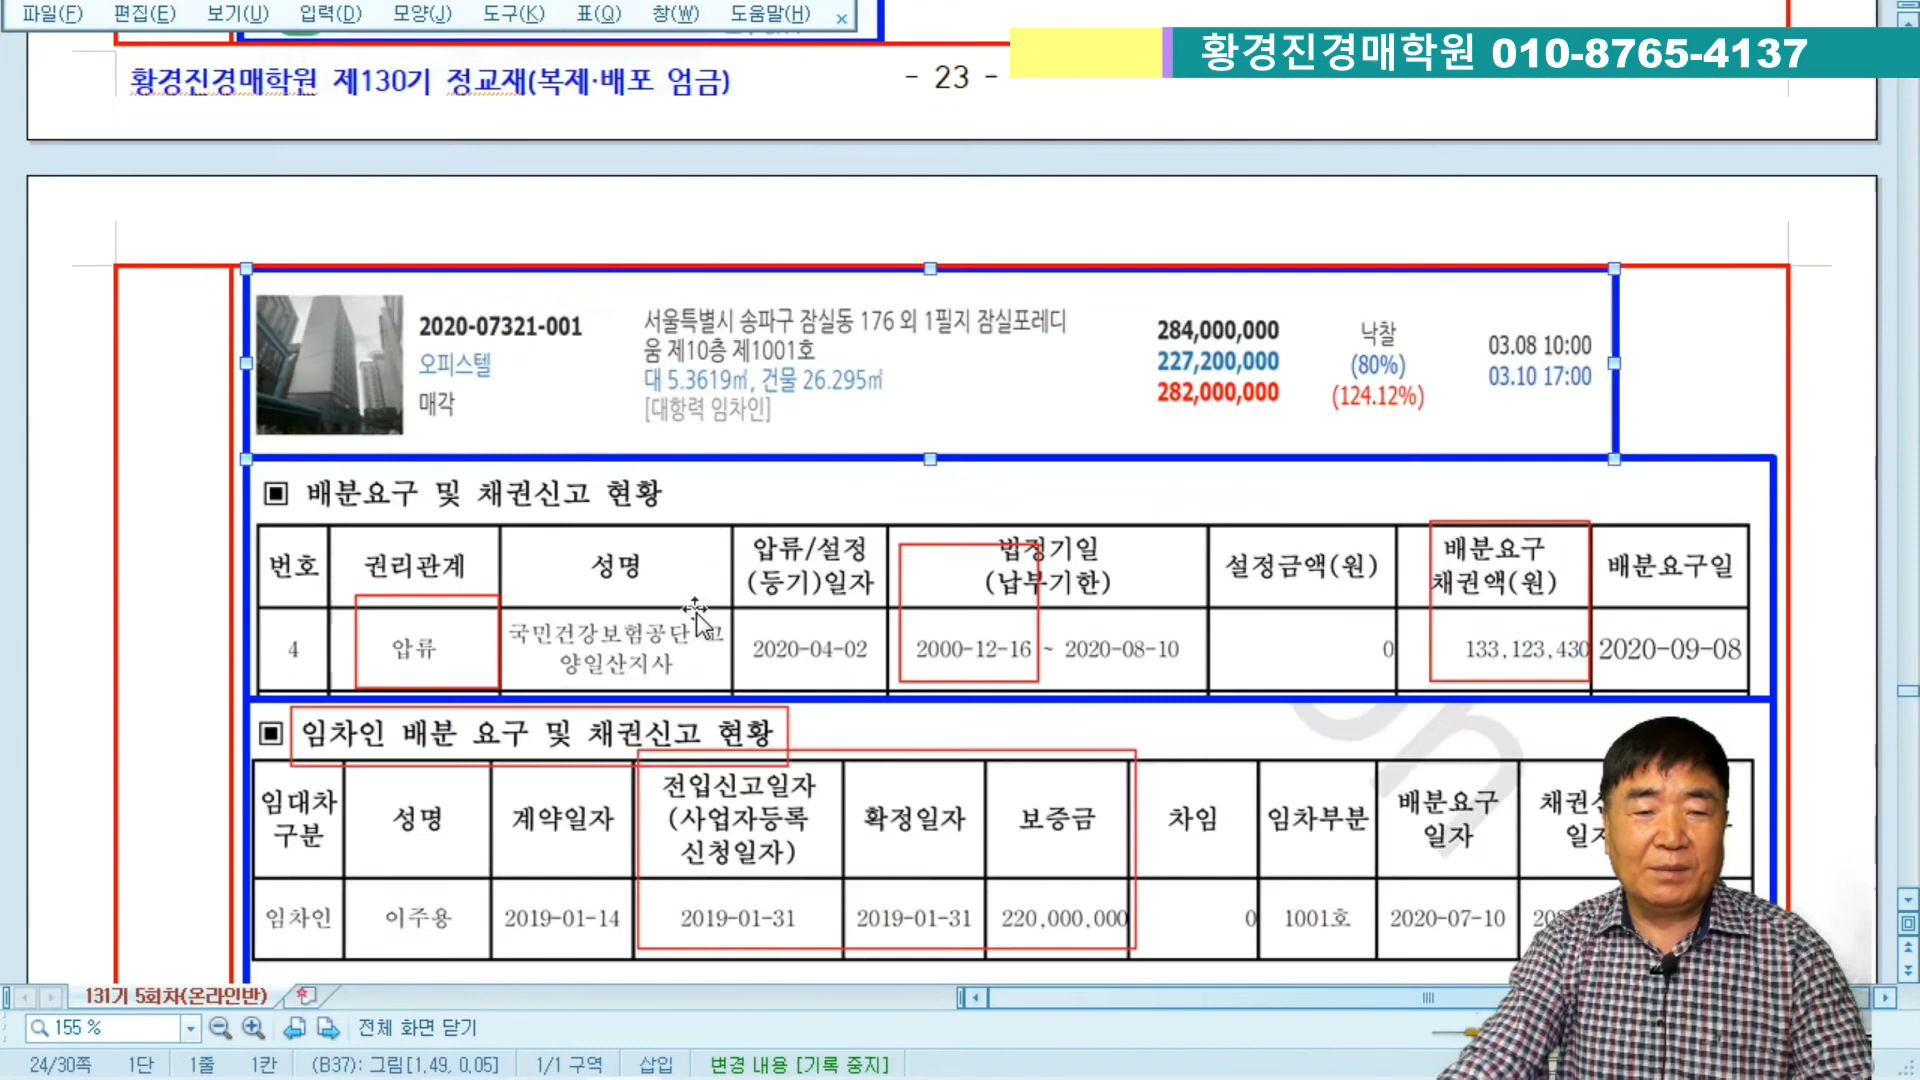 파일(F) 편집(E) 보기(U) 입력(D) 모양(J) 도구(K) 표(Q) 창(W) 도움말(H)
황경진경매학원 010-8765-4137
황경진경매학원 제130기 정교재(복제·배포 엄금)
- 23 -
2020-07321-001
오피스텔
매각
서울특별시 송파구 잠실동 176 외 1필지 잠실포레디
움 제10층 제1001호
대 5.3619㎡, 건물 26.295㎡
[대항력 임차인]
284,000,000
227,200,000
282,000,000
낙찰
(80%)
(124.12%)
03.08 10:00
03.10 17:00
▣ 배분요구 및 채권신고 현황
번호 권리관계 성명 압류/설정 (등기)일자 법정기일 (납부기한) 설정금액(원) 배분요구 채권액(원) 배분요구일
4 압류 국민건강보험공단 고양일산지사 2020-04-02 2000-12-16 ~ 2020-08-10 0 133,123,430 2020-09-08
▣ 임차인 배분 요구 및 채권신고 현황
임대차 구분 성명 계약일자 전입신고일자 (사업자등록 신청일자) 확정일자 보증금 차임 임차부분 배분요구 일자
임차인 이주용 2019-01-14 2019-01-31 2019-01-31 220,000,000 0 1001호 2020-07-10
131기 5회차(온라인반)
155 % 전체 화면 닫기
24/30쪽 1단 1줄 1칸 (B37): 그림[1.49, 0.05] 1/1 구역 삽입 변경 내용 [기록 중지]